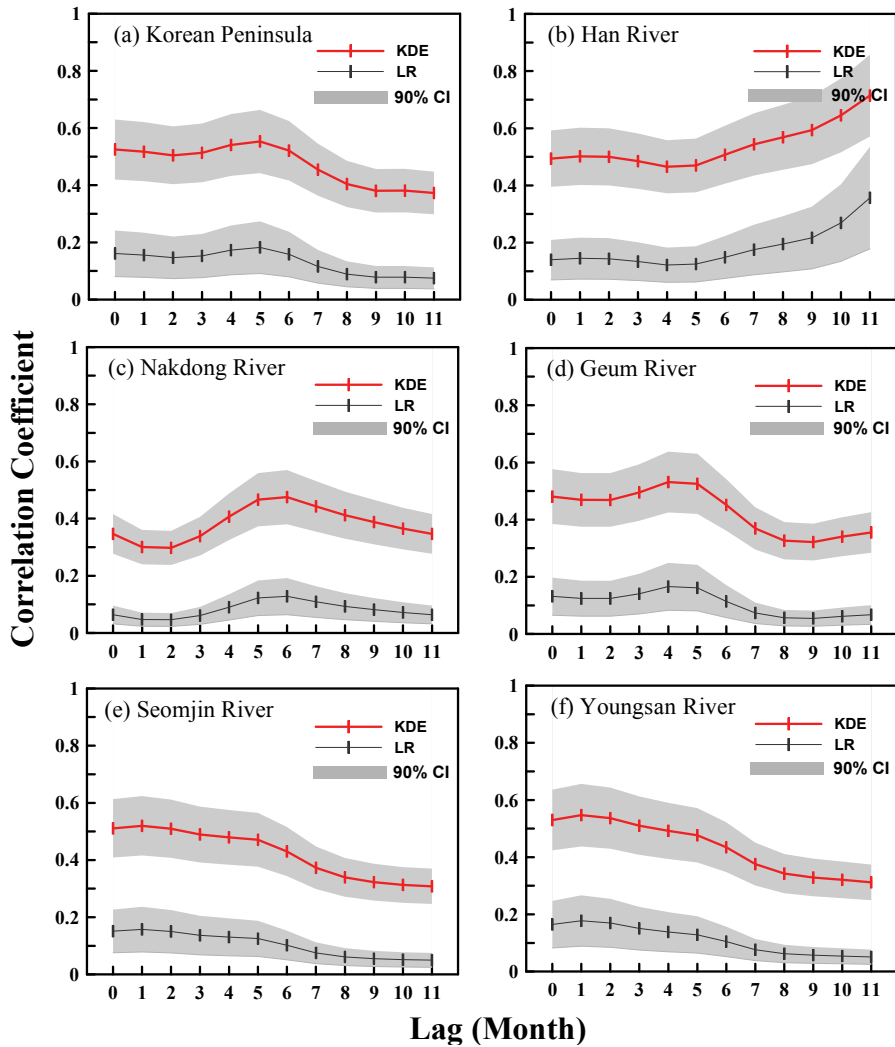 (a) Korean Peninsula
KDE
LR
90% CI
1
0.8
0.6
0.4
0.2
0
0 1 2 3 4 5 6 7 8 9 10 11
(b) Han River
KDE
LR
90% CI
1
0.8
0.6
0.4
0.2
0
0 1 2 3 4 5 6 7 8 9 10 11
(c) Nakdong River
KDE
LR
90% CI
1
0.8
0.6
0.4
0.2
0
0 1 2 3 4 5 6 7 8 9 10 11
(d) Geum River
KDE
LR
90% CI
1
0.8
0.6
0.4
0.2
0
0 1 2 3 4 5 6 7 8 9 10 11
(e) Seomjin River
KDE
LR
90% CI
1
0.8
0.6
0.4
0.2
0
0 1 2 3 4 5 6 7 8 9 10 11
(f) Youngsan River
KDE
LR
90% CI
1
0.8
0.6
0.4
0.2
0
0 1 2 3 4 5 6 7 8 9 10 11
Correlation Coefficient
Lag (Month)